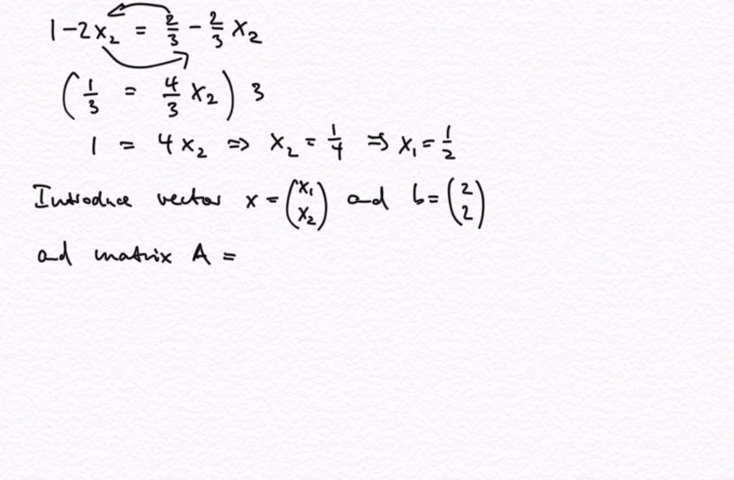 1 - 2x₂ = 2/3 - 2/3 x₂
(1/3 = 4/3 x₂) 3
1 = 4x₂ ⇒ x₂ = 1/4 ⇒ x₁ = 1/2
Introduce vector x = (x₁ x₂) and b = (2 2)
and matrix A =